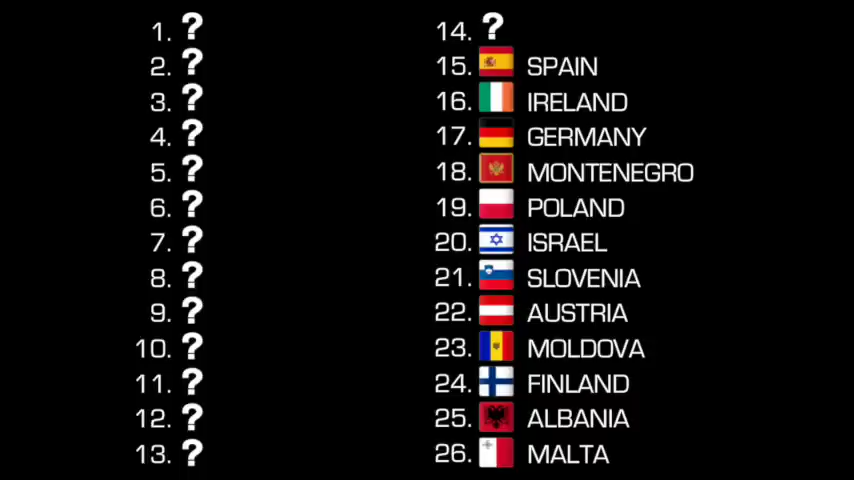 1. ?
2. ?
3. ?
4. ?
5. ?
6. ?
7. ?
8. ?
9. ?
10. ?
11. ?
12. ?
13. ?
14. ?
15. SPAIN
16. IRELAND
17. GERMANY
18. MONTENEGRO
19. POLAND
20. ISRAEL
21. SLOVENIA
22. AUSTRIA
23. MOLDOVA
24. FINLAND
25. ALBANIA
26. MALTA